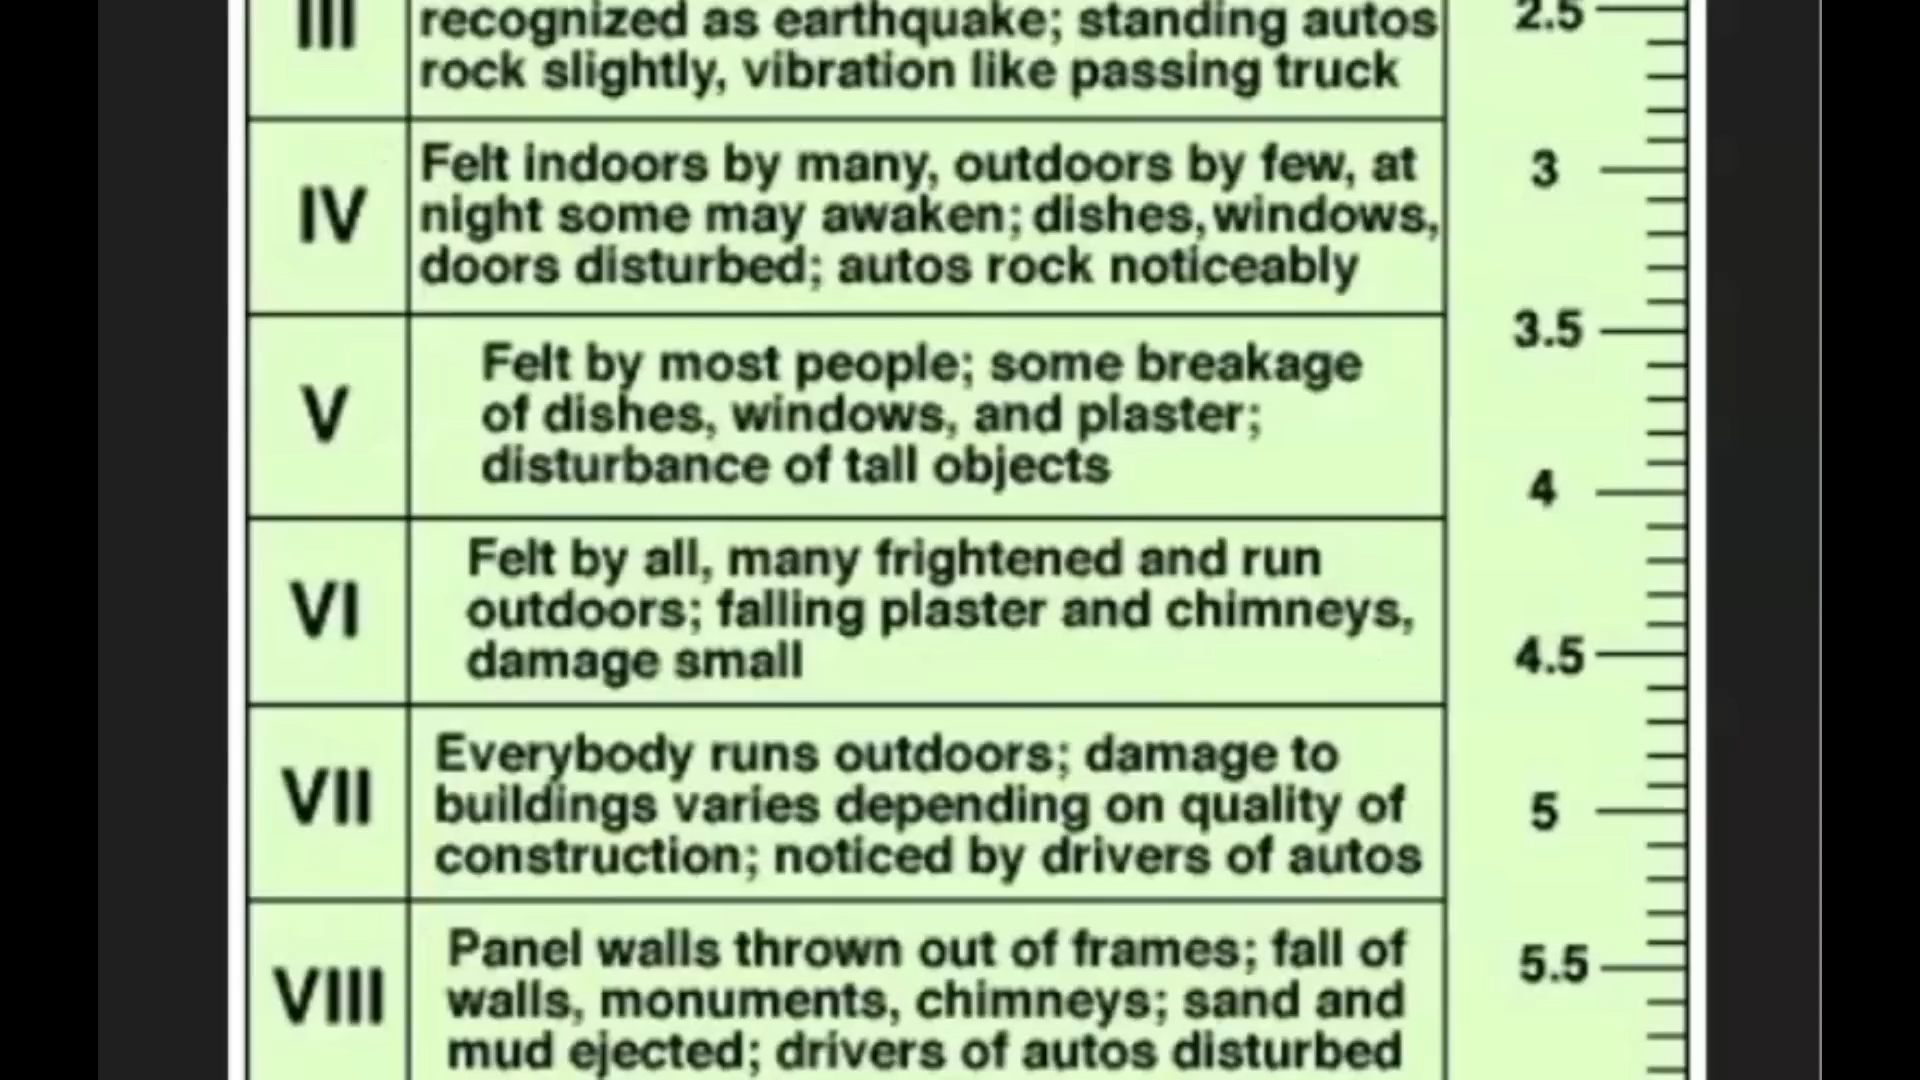 III
recognized as earthquake; standing autos
rock slightly, vibration like passing truck
2.5
IV
Felt indoors by many, outdoors by few, at
night some may awaken; dishes, windows,
doors disturbed; autos rock noticeably
3
3.5
V
Felt by most people; some breakage
of dishes, windows, and plaster;
disturbance of tall objects
4
VI
Felt by all, many frightened and run
outdoors; falling plaster and chimneys,
damage small
4.5
VII
Everybody runs outdoors; damage to
buildings varies depending on quality of
construction; noticed by drivers of autos
5
VIII
Panel walls thrown out of frames; fall of
walls, monuments, chimneys; sand and
mud ejected; drivers of autos disturbed
5.5